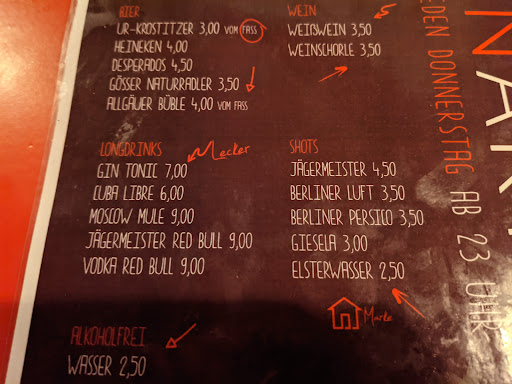 BIER
UR-KROSTITZER 3,00 VOM FASS
HEINEKEN 4,00
DESPERADOS 4,50
GÖSSER NATURRADLER 3,50
ALLGÄUER BÜBLE 4,00 VOM FASS
WEIN
WEIẞWEIN 3,50
WEINSCHORLE 3,50
LONGDRINKS
Lecker
GIN TONIC 7,00
CUBA LIBRE 6,00
MOSCOW MULE 9,00
JÄGERMEISTER RED BULL 9,00
VODKA RED BULL 9,00
SHOTS
JÄGERMEISTER 4,50
BERLINER LUFT 3,50
BERLINER PERSICO 3,50
GIESELA 3,00
ELSTERWASSER 2,50
Marke
ALKOHOLFREI
WASSER 2,50
JEDEN DONNERSTAG AB 23 UHR